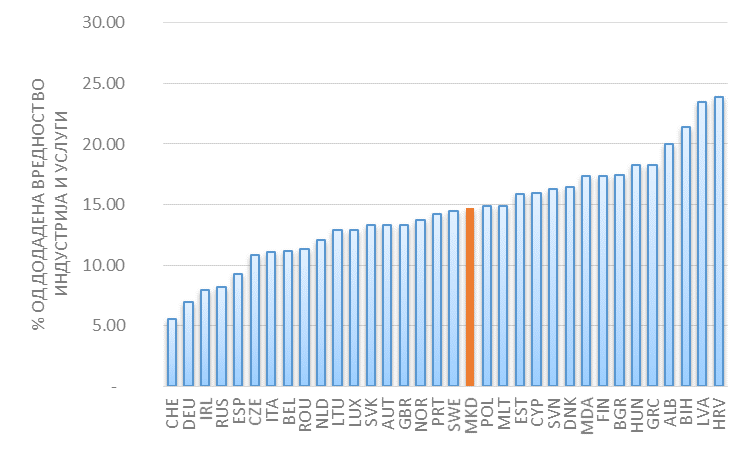 30.00
25.00
20.00
15.00
10.00
5.00
-
% ОД ДОДАДЕНА ВРЕДНОСТВО
ИНДУСТРИЈА И УСЛУГИ
CHE DEU IRL RUS ESP CZE ITA BEL ROU NLD LTU LUX SVK AUT GBR NOR PRT SWE MKD POL MLT EST CYP SVN DNK MDA FIN BGR HUN GRC ALB BIH LVA HRV